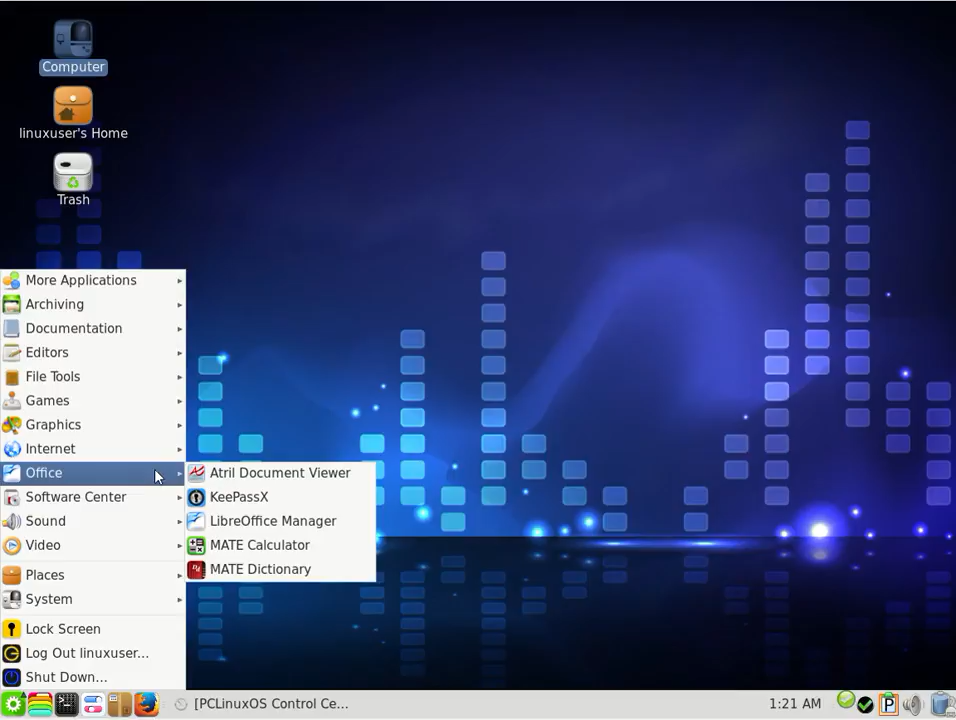 Computer
linuxuser's Home
Trash
More Applications
Archiving
Documentation
Editors
File Tools
Games
Graphics
Internet
Office
Software Center
Sound
Video
Places
System
Lock Screen
Log Out linuxuser...
Shut Down...
Atril Document Viewer
KeePassX
LibreOffice Manager
MATE Calculator
MATE Dictionary
[PCLinuxOS Control Ce...
1:21 AM
P